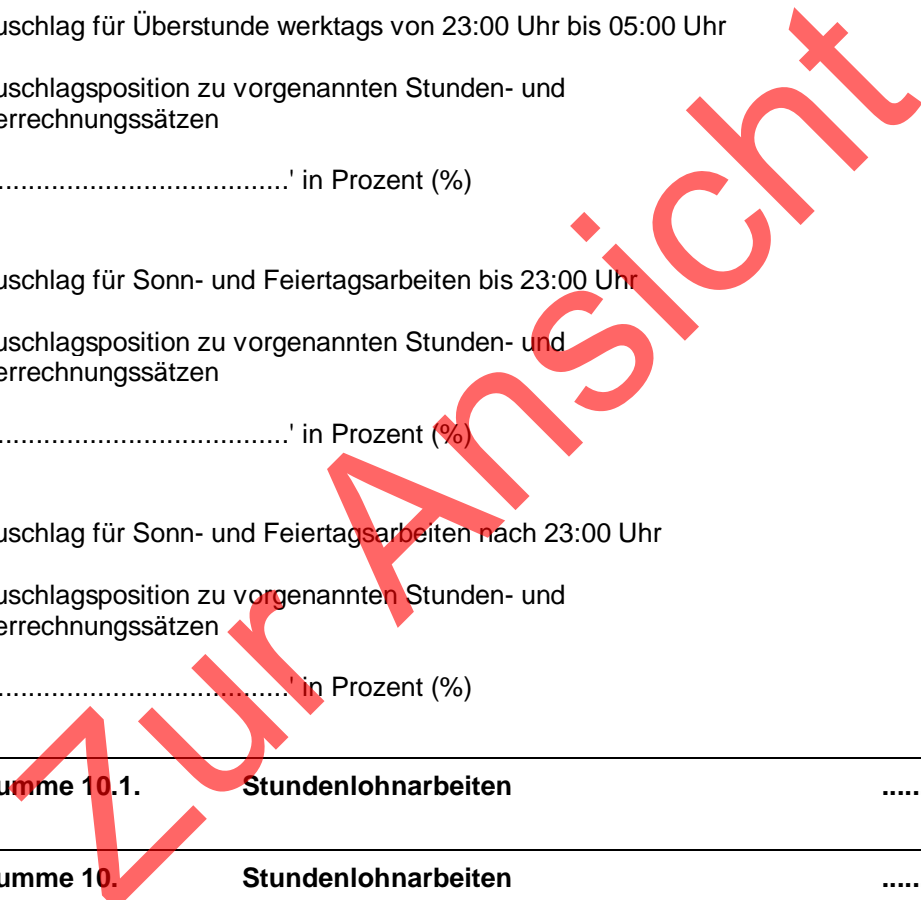 uschlag für Überstunde werktags von 23:00 Uhr bis 05:00 Uhr
uschlagsposition zu vorgenannten Stunden- und
errechnungssätzen
......................................' in Prozent (%)
uschlag für Sonn- und Feiertagsarbeiten bis 23:00 Uhr
uschlagsposition zu vorgenannten Stunden- und
errechnungssätzen
......................................' in Prozent (%)
uschlag für Sonn- und Feiertagsarbeiten nach 23:00 Uhr
uschlagsposition zu vorgenannten Stunden- und
errechnungssätzen
......................................' in Prozent (%)
umme 10.1. Stundenlohnarbeiten .....
umme 10. Stundenlohnarbeiten .....
Zur Ansicht